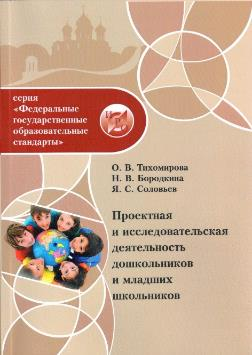 серия
«Федеральные
государственные
образовательные
стандарты»
О. В. Тихомирова
Н. В. Бородкина
Я. С. Соловьев
Проектная
и исследовательская
деятельность
дошкольников
и младших
школьников